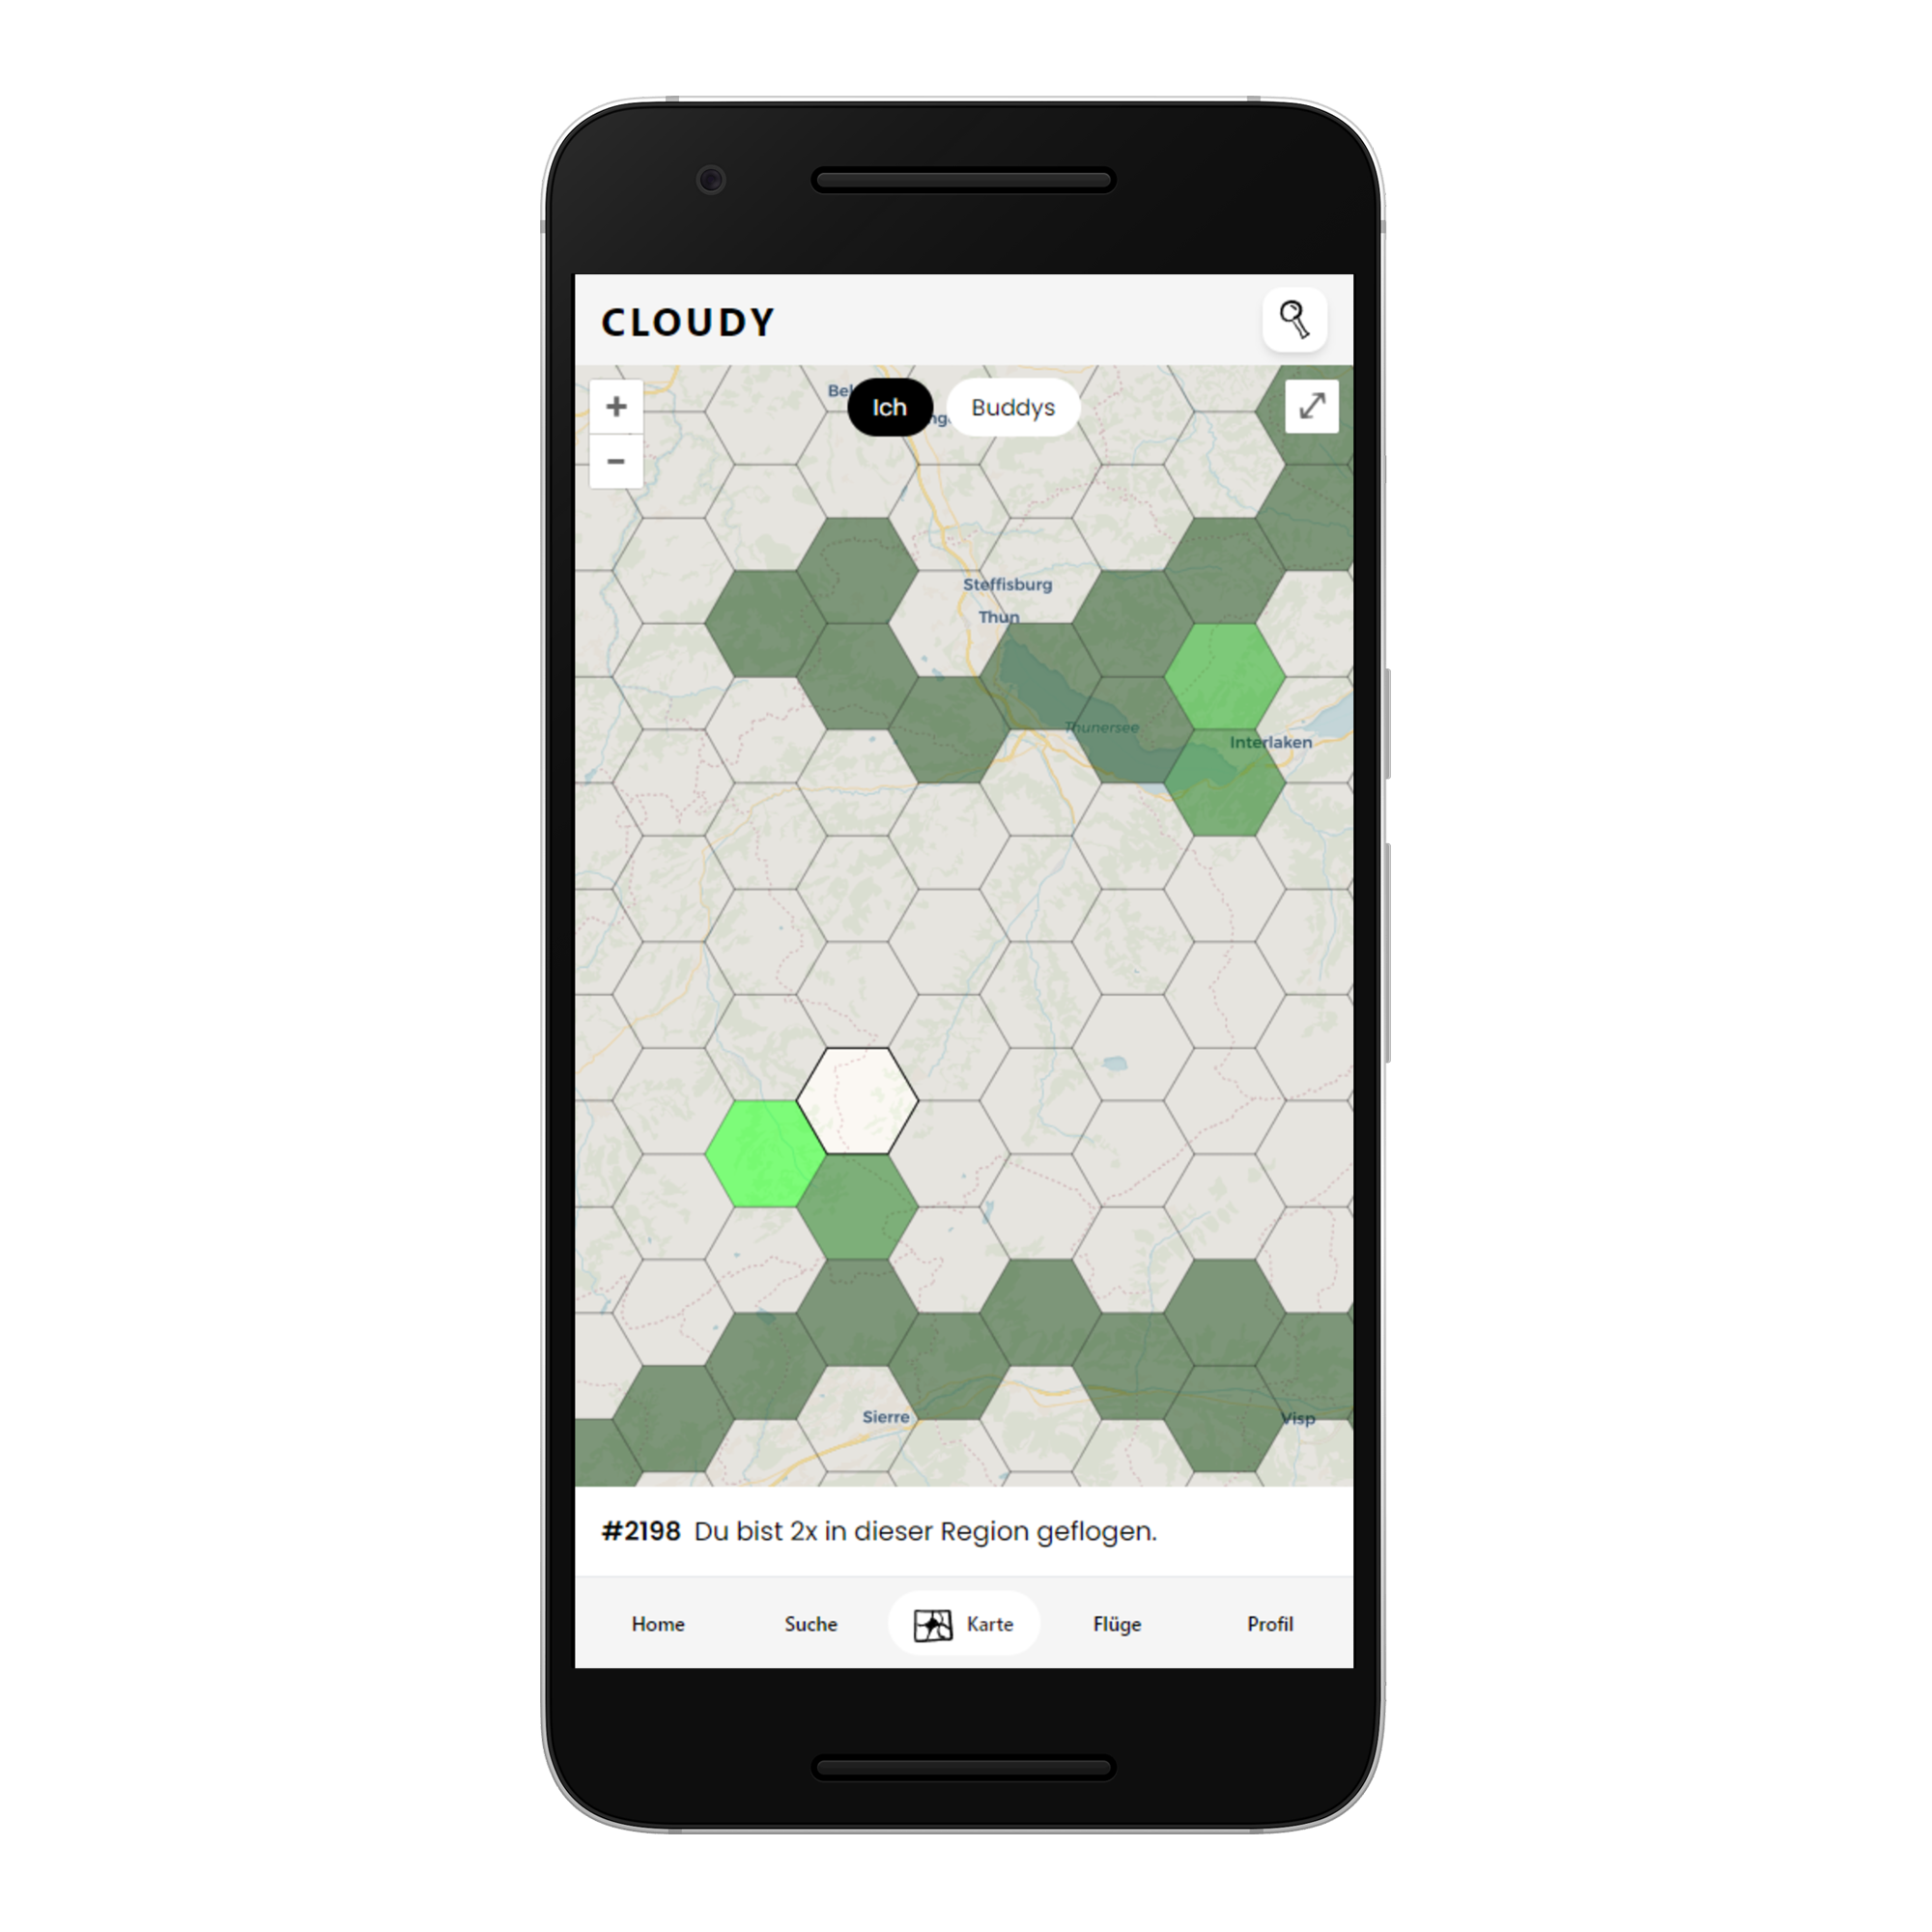 CLOUDY
+
−
Ich
Buddys
Steffisburg
Thun
Thunersee
Interlaken
Sierre
Visp
#2198 Du bist 2x in dieser Region geflogen.
Home
Suche
Karte
Flüge
Profil